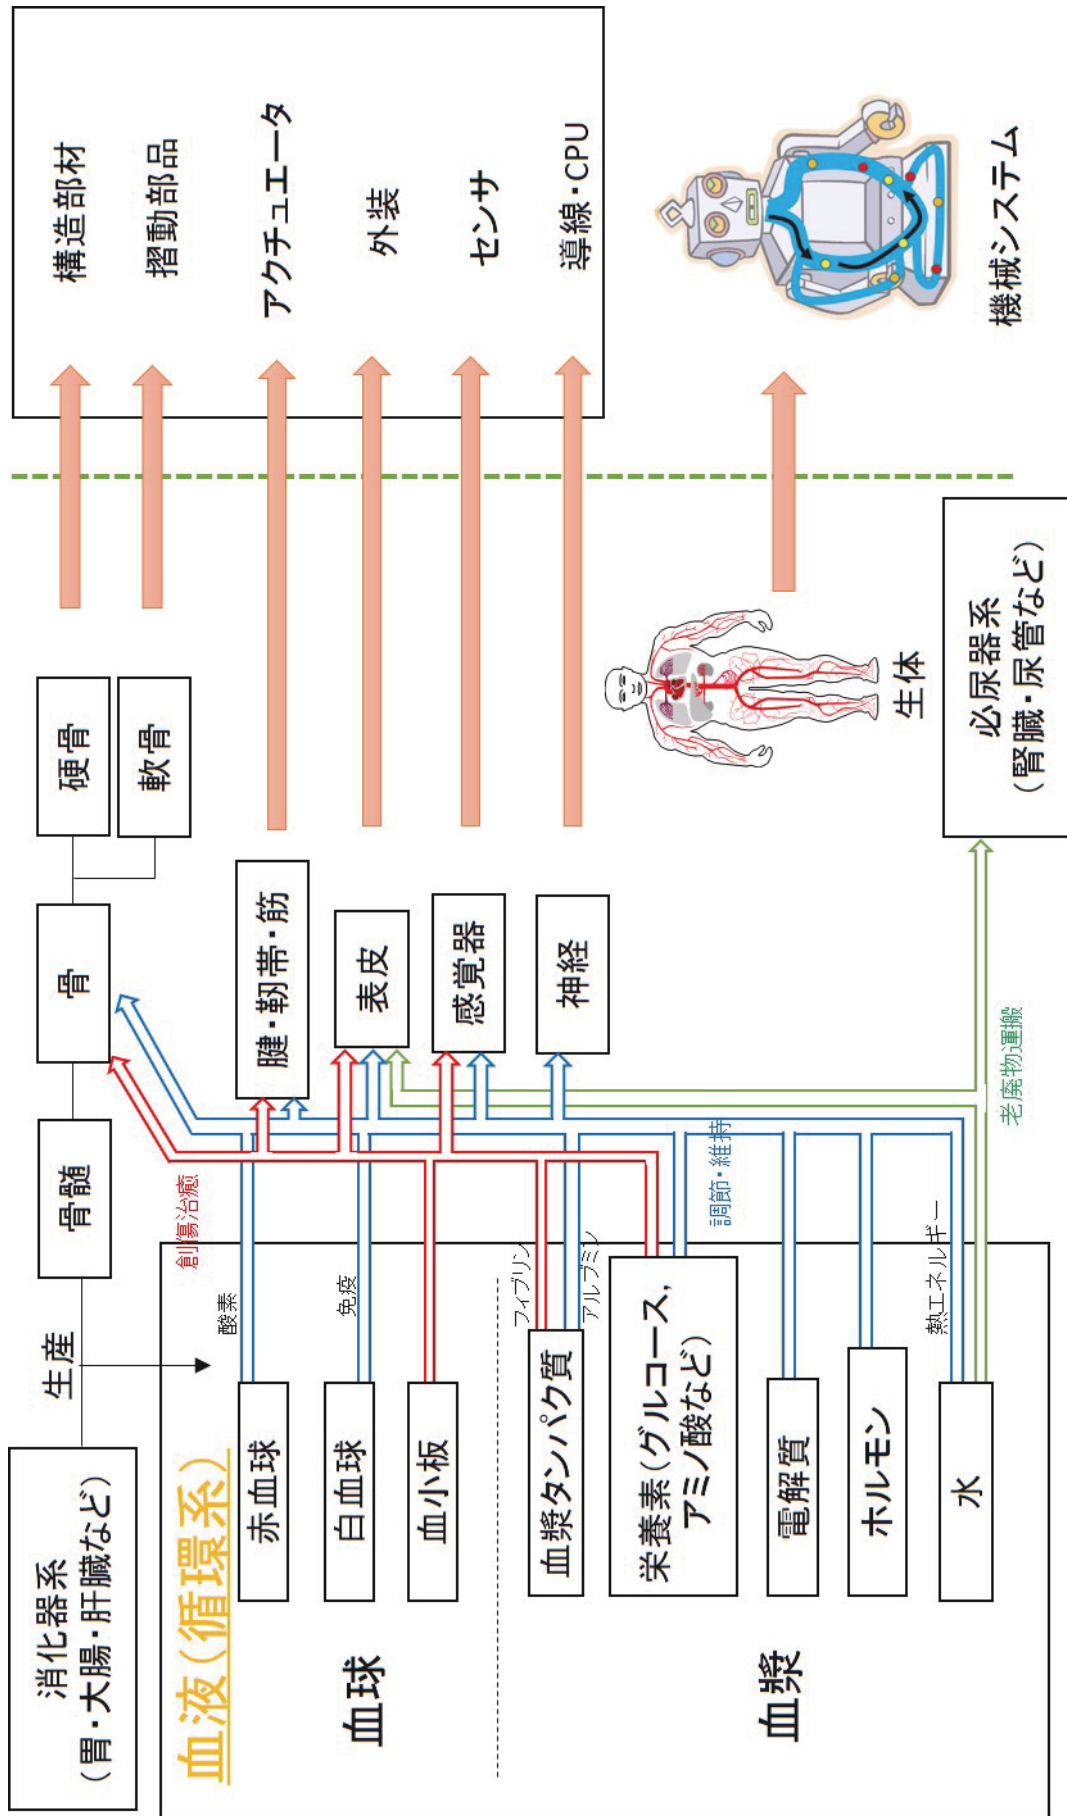 消化器系
(胃・大腸・肝臓など)
生産
骨髄
骨
硬骨
軟骨
構造部材
摺動部品
アクチュエータ
外装
センサ
導線・CPU
血液(循環系)
創傷治癒
血球
赤血球
酸素
白血球
免疫
血小板
腱・靭帯・筋
表皮
感覚器
神経
血漿
血漿タンパク質
フィブリン
アルブミン
栄養素(グルコース,
アミノ酸など)
調節・維持
電解質
ホルモン
水
熱エネルギー
老廃物運搬
生体
必尿器系
(腎臓・尿管など)
機械システム